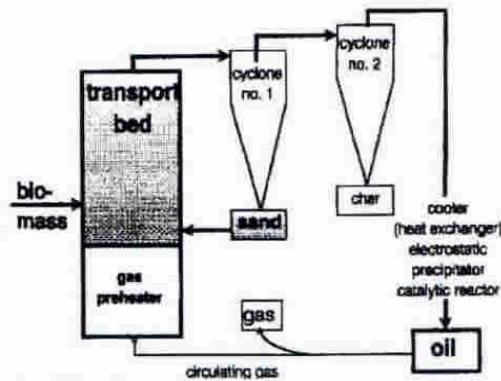 transport
bed
cyclone
no. 1
cyclone
no. 2
bio-
mass
sand
char
cooler
(heat exchanger)
electrostatic
precipitator
catalytic reactor
gas
preheater
gas
oil
circulating gas